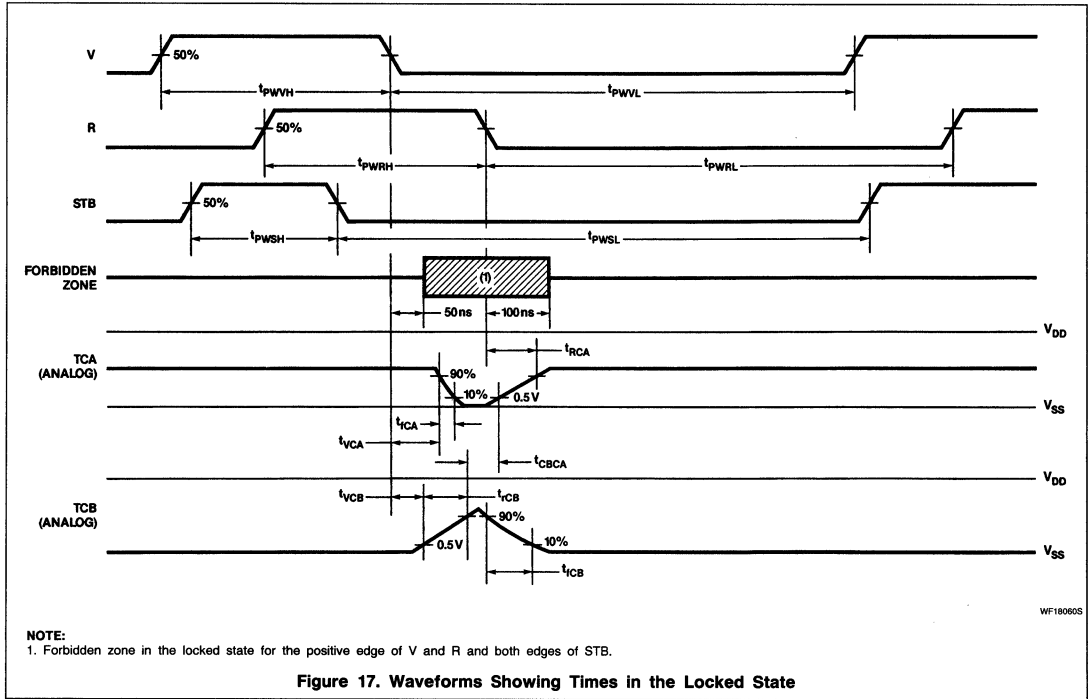 V
50%
tPWVH
tPWVL
R
50%
tPWRH
tPWRL
STB
50%
tPWSH
tPWSL
FORBIDDEN
ZONE
(1)
50ns
100ns
VDD
tRCA
TCA
(ANALOG)
90%
10%
0.5V
VSS
tfCA
tVCA
tCBCA
VDD
tVCB
trCB
TCB
(ANALOG)
90%
0.5V
10%
VSS
tfCB
WF18060S
NOTE:
1. Forbidden zone in the locked state for the positive edge of V and R and both edges of STB.
Figure 17. Waveforms Showing Times in the Locked State